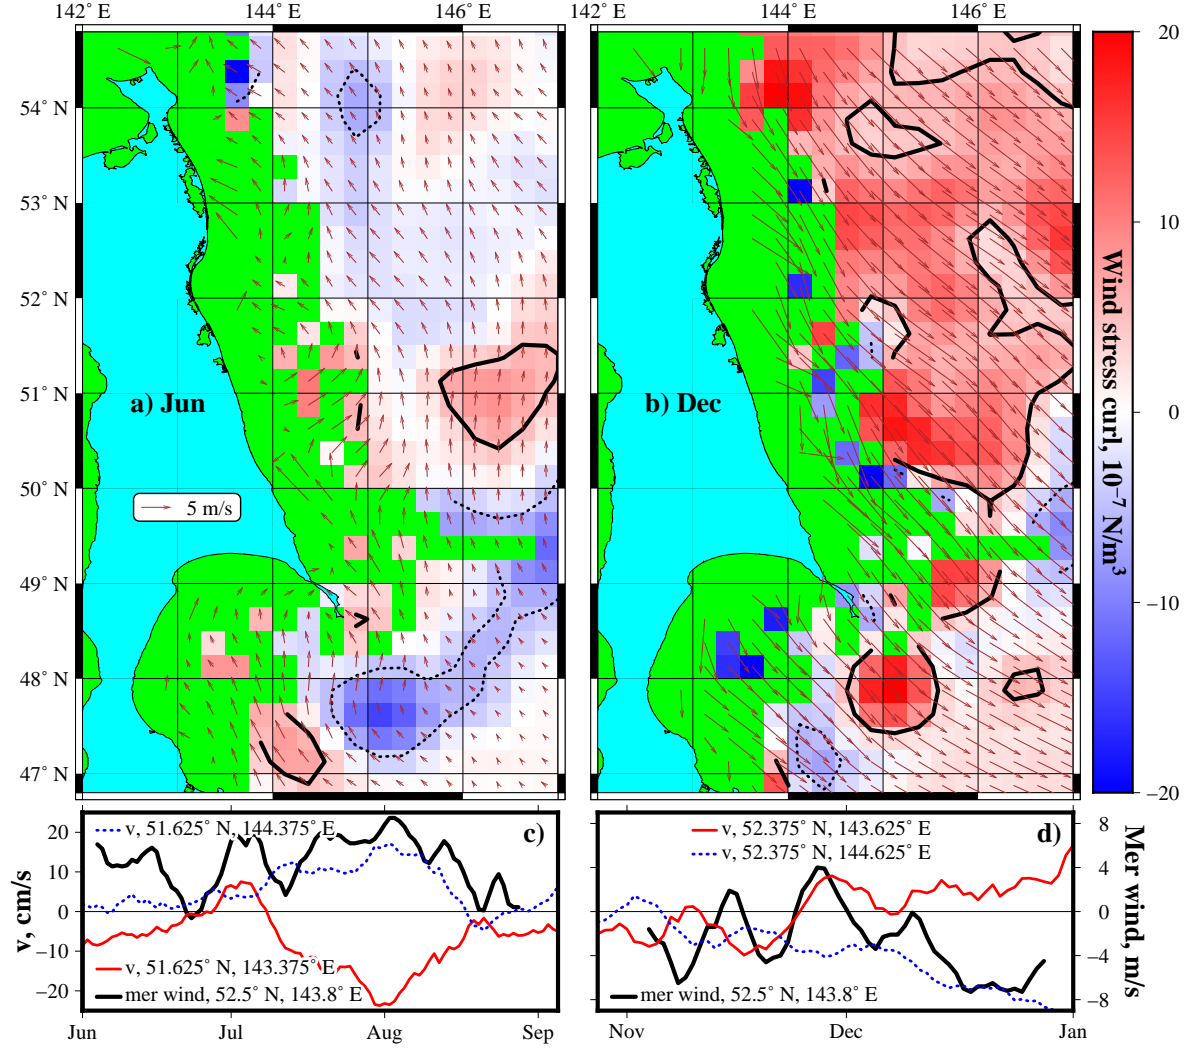 142° E 144° E 146° E 142° E 144° E 146° E
54° N
53° N
52° N
51° N
50° N
49° N
48° N
47° N
a) Jun
b) Dec
5 m/s
20
10
0
−10
−20
Wind stress curl, 10⁻⁷ N/m³
v, cm/s
20
10
0
−10
−20
v, 51.625° N, 144.375° E
c)
v, 51.625° N, 143.375° E
mer wind, 52.5° N, 143.8° E
Jun Jul Aug Sep
v, 52.375° N, 143.625° E
v, 52.375° N, 144.625° E
d)
mer wind, 52.5° N, 143.8° E
Nov Dec Jan
8
4
0
−4
−8
Mer wind, m/s